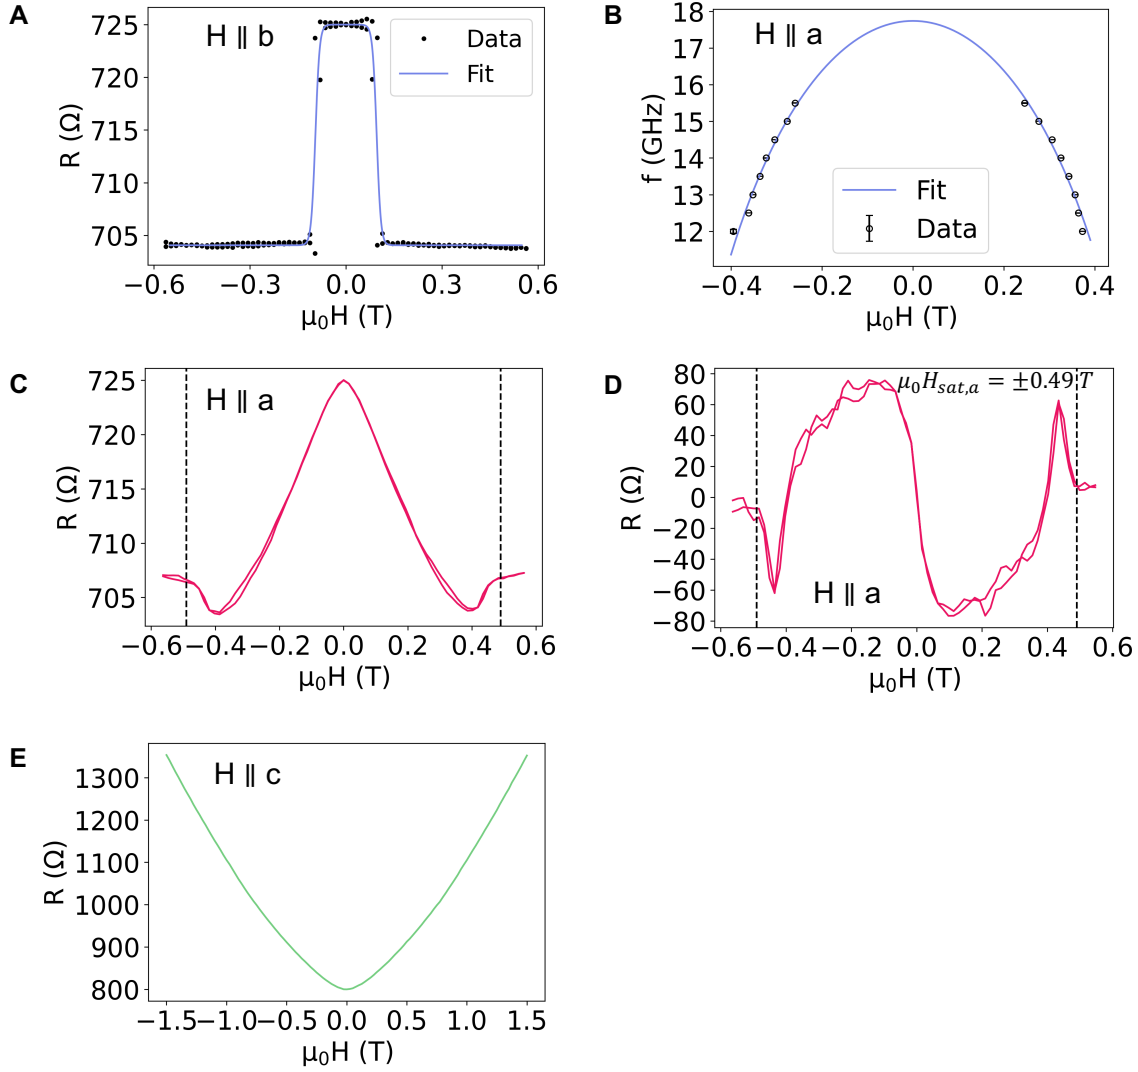 A
H ∥ b
Data
Fit
725
720
715
710
705
R (Ω)
−0.6
−0.3
0.0
0.3
0.6
μ₀H (T)
B
H ∥ a
18
17
16
15
14
13
12
f (GHz)
Fit
Data
−0.4
−0.2
0.0
0.2
0.4
μ₀H (T)
C
H ∥ a
725
720
715
710
705
R (Ω)
−0.6
−0.4
−0.2
0.0
0.2
0.4
0.6
μ₀H (T)
D
μ₀H_sat,a = ±0.49 T
80
60
40
20
0
−20
−40
−60
−80
R (Ω)
H ∥ a
−0.6
−0.4
−0.2
0.0
0.2
0.4
0.6
μ₀H (T)
E
H ∥ c
1300
1200
1100
1000
900
800
R (Ω)
−1.5
−1.0
−0.5
0.0
0.5
1.0
1.5
μ₀H (T)